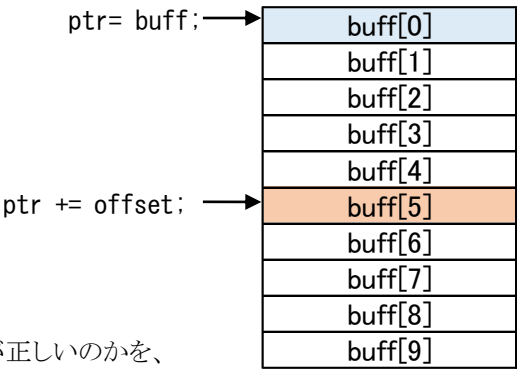 ptr= buff; buff[0]
buff[1]
buff[2]
buff[3]
buff[4]
ptr += offset; buff[5]
buff[6]
buff[7]
buff[8]
が正しいのかを、 buff[9]